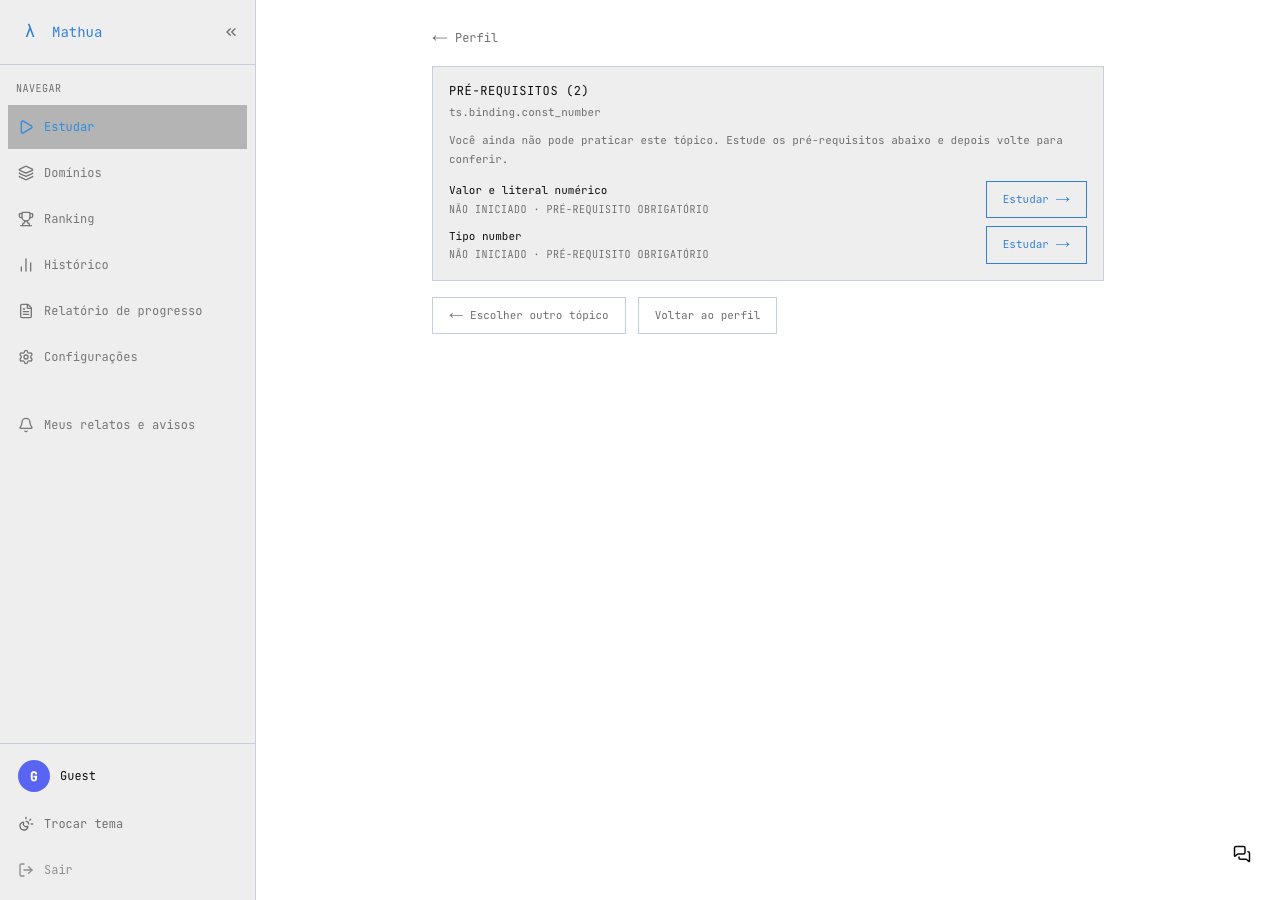 λ Mathua
NAVEGAR
Estudar
Domínios
Ranking
Histórico
Relatório de progresso
Configurações
Meus relatos e avisos
G Guest
Trocar tema
Sair
← Perfil
PRÉ-REQUISITOS (2)
ts.binding.const_number
Você ainda não pode praticar este tópico. Estude os pré-requisitos abaixo e depois volte para
conferir.
Valor e literal numérico
NÃO INICIADO · PRÉ-REQUISITO OBRIGATÓRIO
Estudar →
Tipo number
NÃO INICIADO · PRÉ-REQUISITO OBRIGATÓRIO
Estudar →
← Escolher outro tópico
Voltar ao perfil